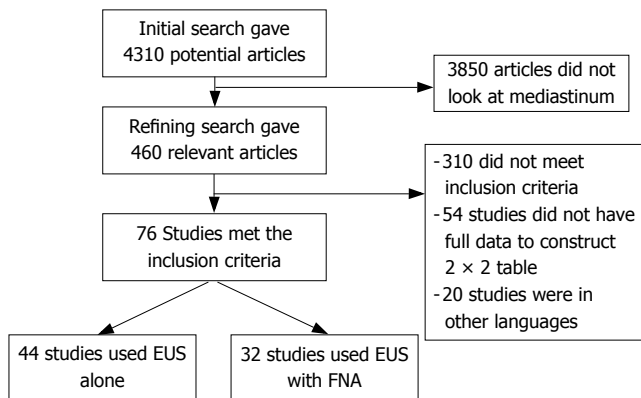 Initial search gave
4310 potential articles
3850 articles did not
look at mediastinum
Refining search gave
460 relevant articles
-310 did not meet
inclusion criteria
-54 studies did not have
full data to construct
2 × 2 table
-20 studies were in
other languages
76 Studies met the
inclusion criteria
44 studies used EUS
alone
32 studies used EUS
with FNA